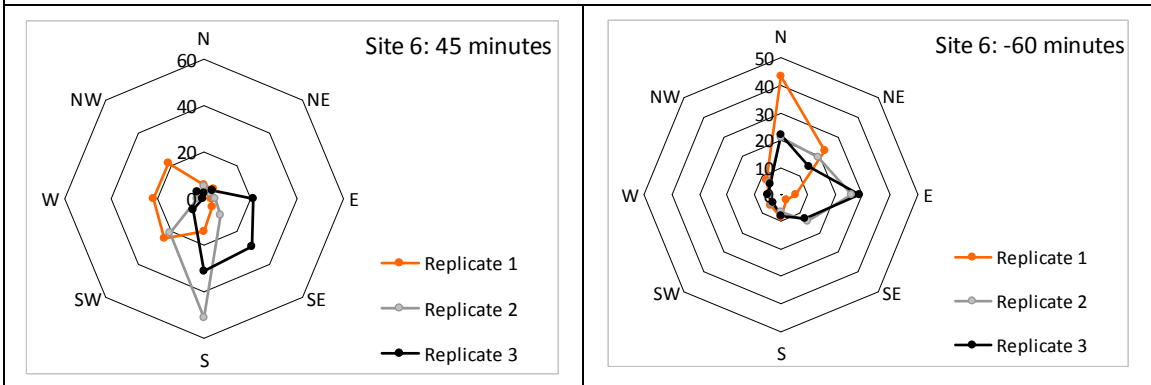 Site 6: 45 minutes
N
60
NW
NE
40
20
W
0
E
SW
SE
S
Replicate 1
Replicate 2
Replicate 3
Site 6: -60 minutes
N
50
NW
NE
40
30
20
10
W
E
SW
SE
S
Replicate 1
Replicate 2
Replicate 3